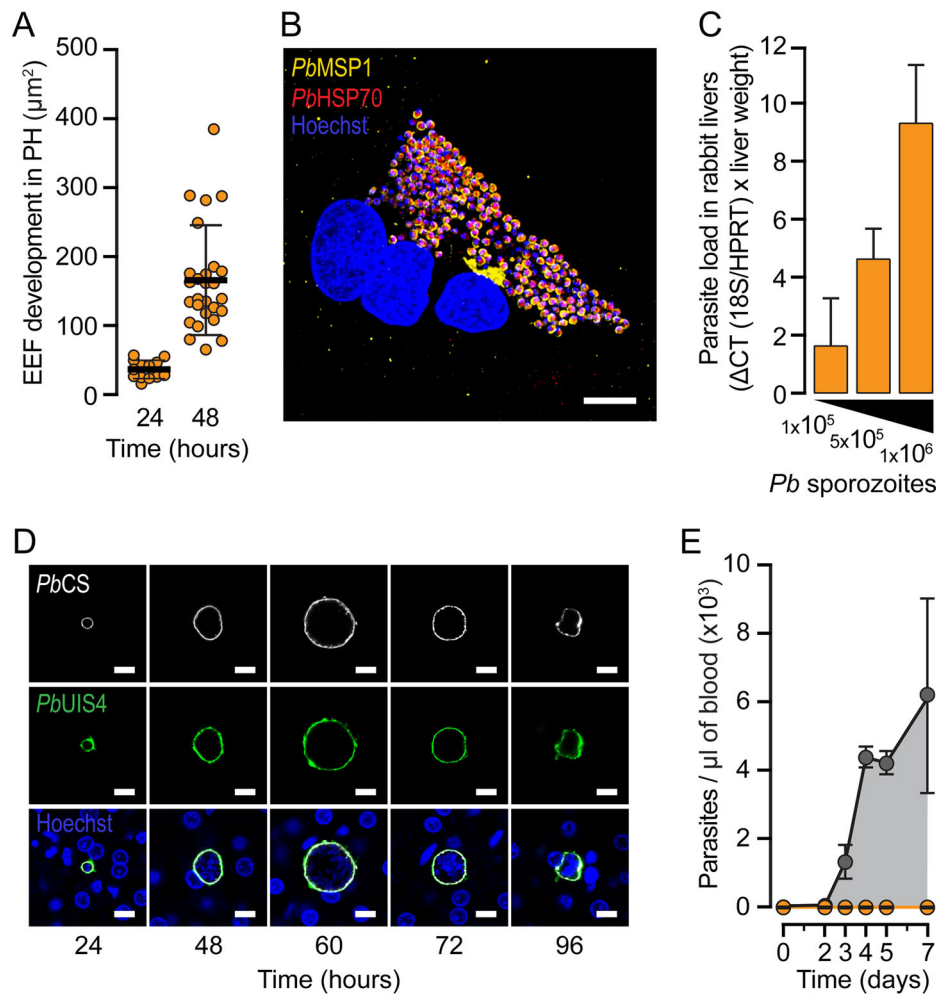 A
EEF development in PH (µm²)
500
400
300
200
100
0
24
48
Time (hours)
B
PbMSP1
PbHSP70
Hoechst
C
Parasite load in rabbit livers
(ΔCT (18S/HPRT) x liver weight)
12
10
8
6
4
2
0
1x10⁵
5x10⁵
1x10⁶
Pb sporozoites
D
PbCS
PbUIS4
Hoechst
24
48
60
72
96
Time (hours)
E
Parasites / µl of blood (x10³)
10
8
6
4
2
0
0
2
3
4
5
7
Time (days)